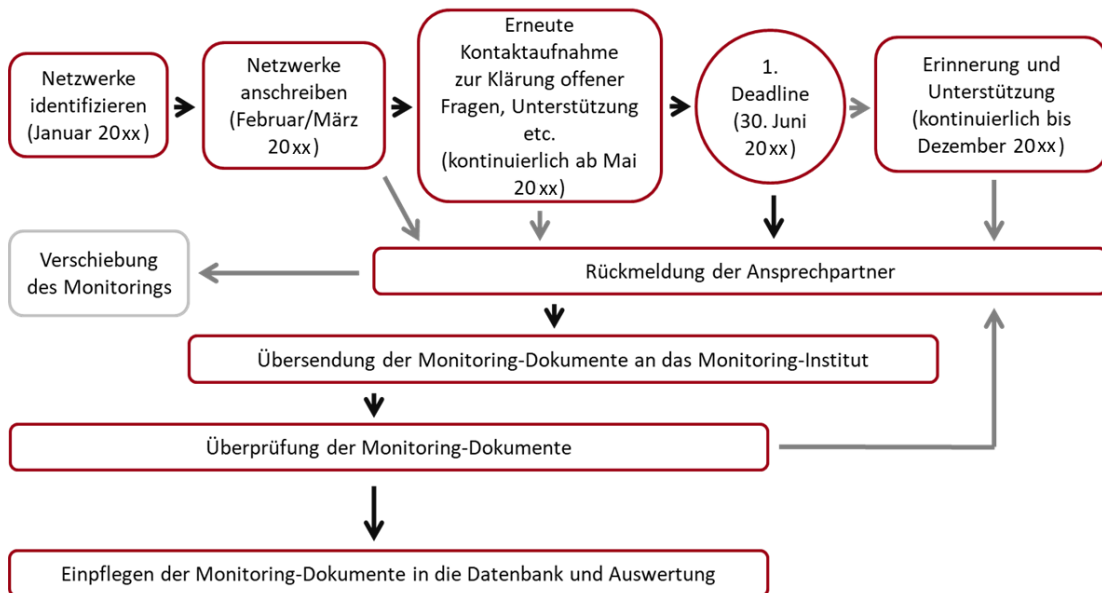 Netzwerke
identifizieren
(Januar 20xx)
Netzwerke
anschreiben
(Februar/März
20xx)
Erneute
Kontaktaufnahme
zur Klärung offener
Fragen, Unterstützung
etc.
(kontinuierlich ab Mai
20xx)
1.
Deadline
(30. Juni
20xx)
Erinnerung und
Unterstützung
(kontinuierlich bis
Dezember 20xx)
Verschiebung
des Monitorings
Rückmeldung der Ansprechpartner
Übersendung der Monitoring-Dokumente an das Monitoring-Institut
Überprüfung der Monitoring-Dokumente
Einpflegen der Monitoring-Dokumente in die Datenbank und Auswertung